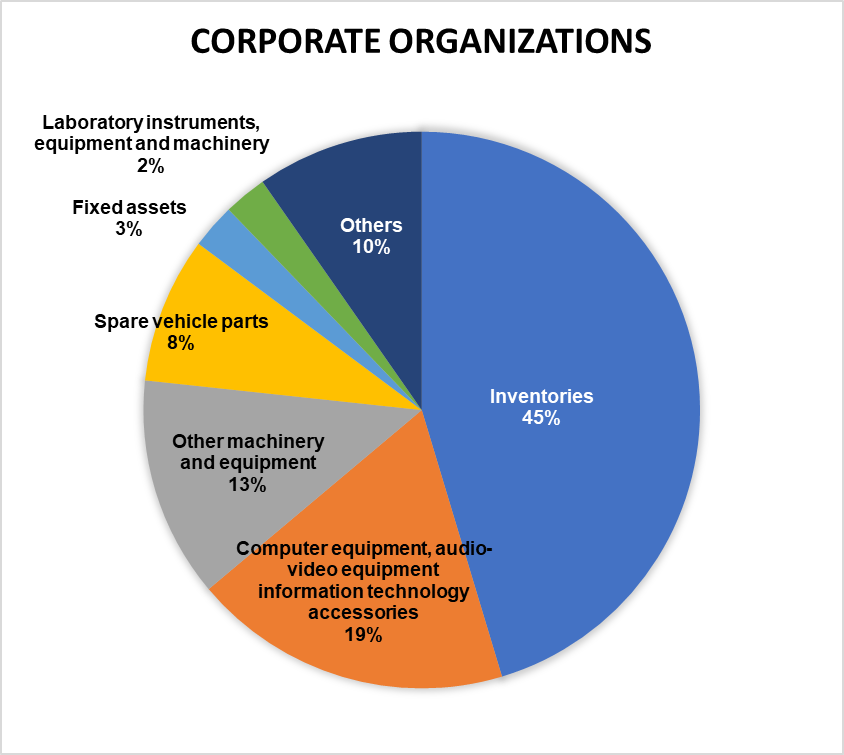 CORPORATE ORGANIZATIONS
Laboratory instruments,
equipment and machinery
2%
Fixed assets
3%
Others
10%
Spare vehicle parts
8%
Inventories
45%
Other machinery
and equipment
13%
Computer equipment, audio-
video equipment
information technology
accessories
19%